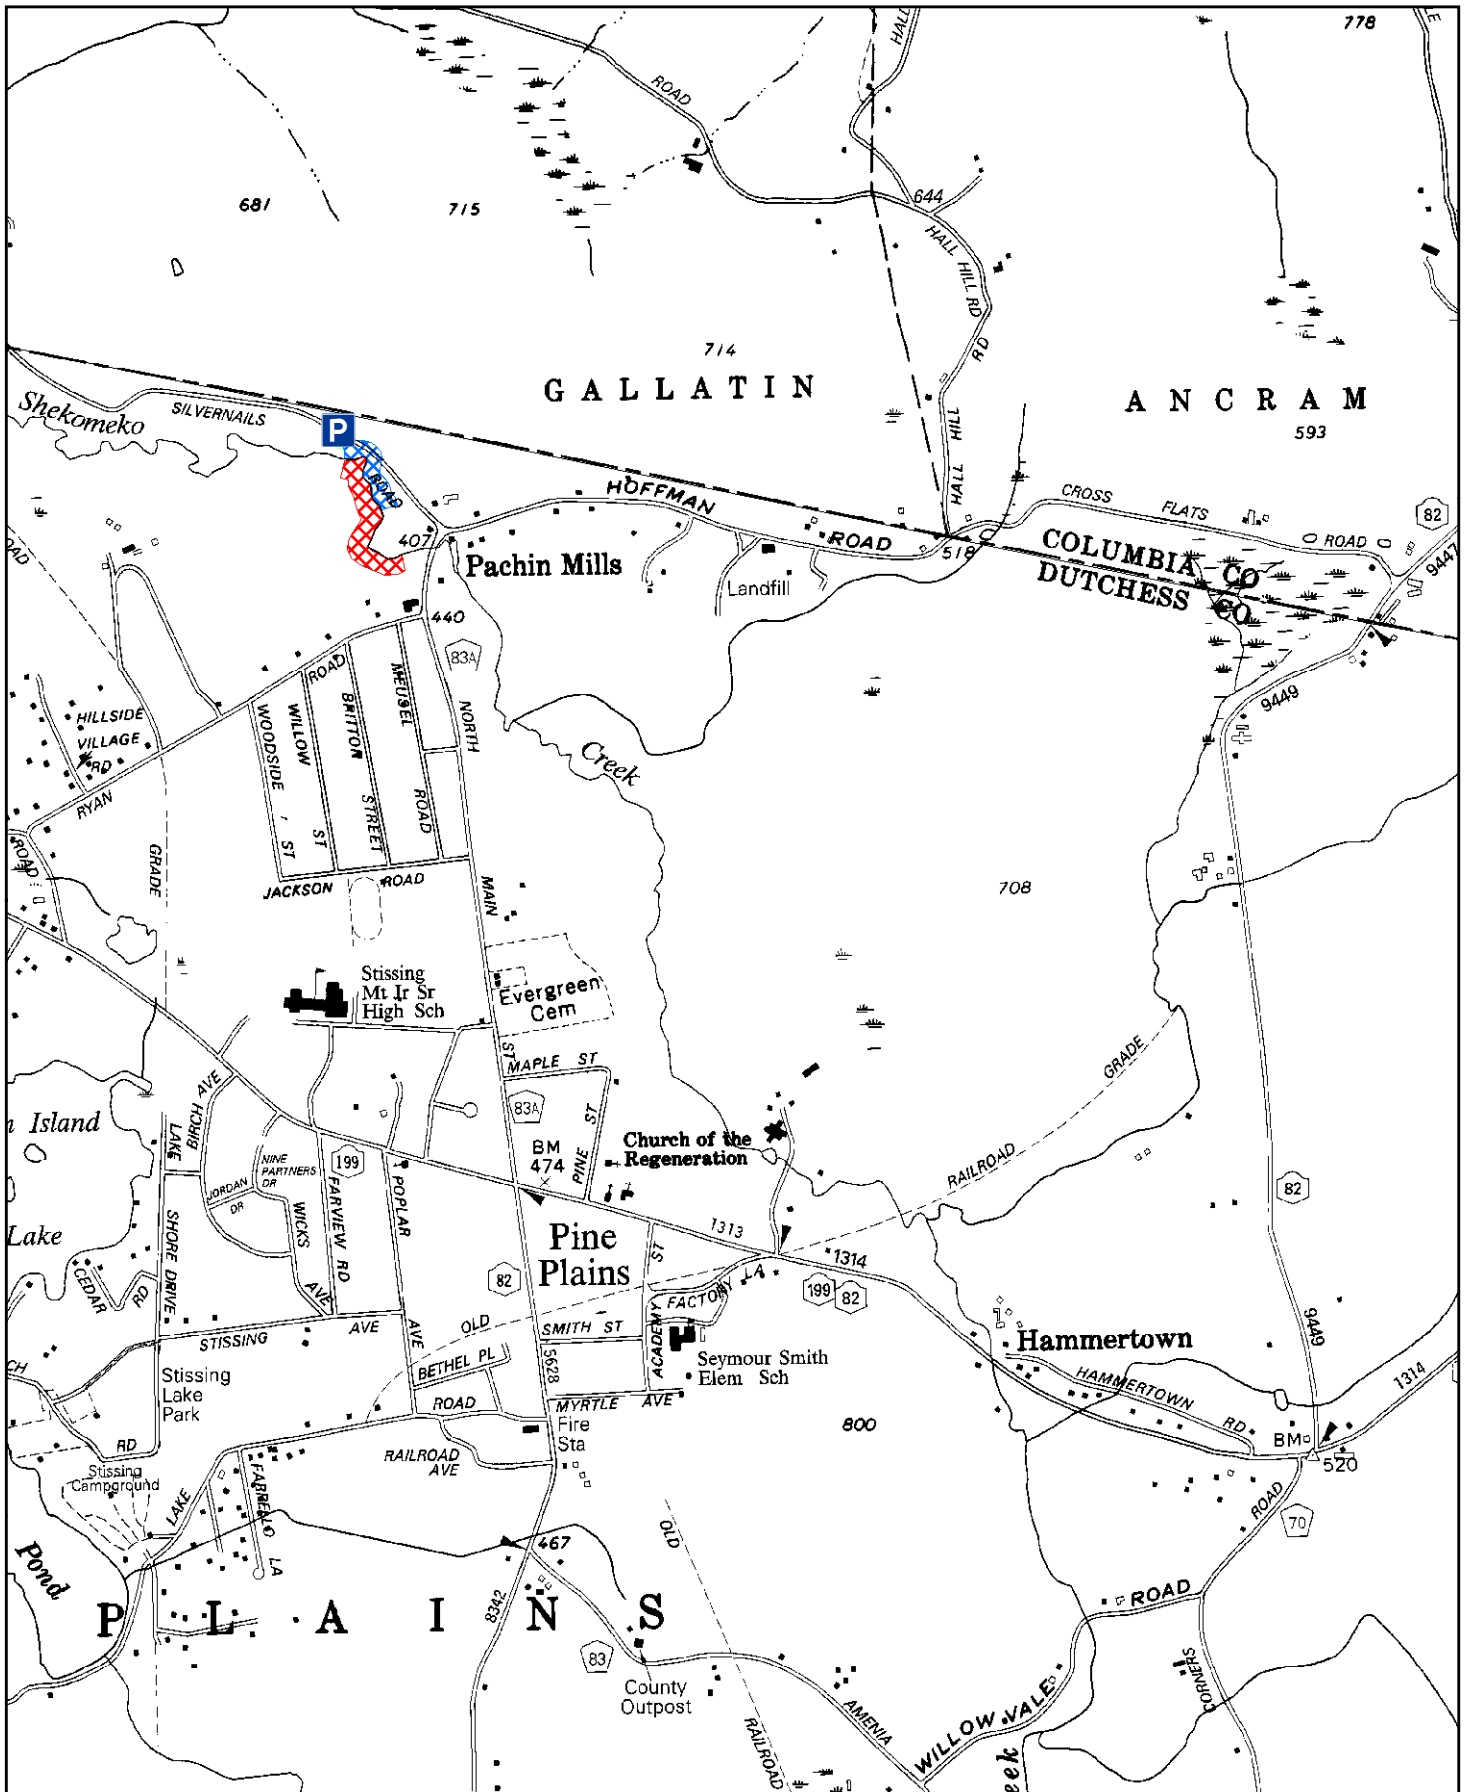 778
HALL
ROAD
681
715
644
HALL HILL RD
714
RD
GALLATIN
ANCRAM
593
Shekomeko
SILVERNAILS
P
ROAD
HALL HILL
HOFFMAN
ROAD
CROSS FLATS ROAD
82
407
Pachin Mills
518
COLUMBIA CO
DUTCHESS CO
9447
Landfill
440
83A
ROAD
MEUSEL ROAD
BRITTON STREET
WILLOW ST
WOODSIDE ST
NORTH
9449
HILLSIDE
VILLAGE
RD
RYAN
ROAD
GRADE
Creek
JACKSON ROAD
MAIN
708
Stissing
Mt Jr Sr
High Sch
Evergreen
Cem
ST
MAPLE ST
GRADE
83A
PINE ST
BIRCH AVE
Island
LAKE
NINE
PARTNERS
DR
199
BM
474
Church of the
Regeneration
RAILROAD
82
JORDAN
DR
WICKS
AVE
FARVIEW RD
POPLAR
AVE
Lake
SHORE DRIVE
CEDAR
RD
Pine
Plains
1313
ST
1314
199
82
82
FACTORY LA
OLD
SMITH ST
ACADEMY
STISSING AVE
Hammertown
9449
BETHEL PL
5628
Seymour Smith
Elem Sch
HAMMERTOWN RD
1314
Stissing
Lake
Park
ROAD
MYRTLE AVE
Fire
Sta
800
BM
520
RD
RAILROAD
AVE
Stissing
Campground
LAKE
LA
OLD
ROAD
70
Pond
467
PLAINS
8342
ROAD
83
County
Outpost
CORNERS
AMENIA
WILLOW VALE
RAILROAD
eek